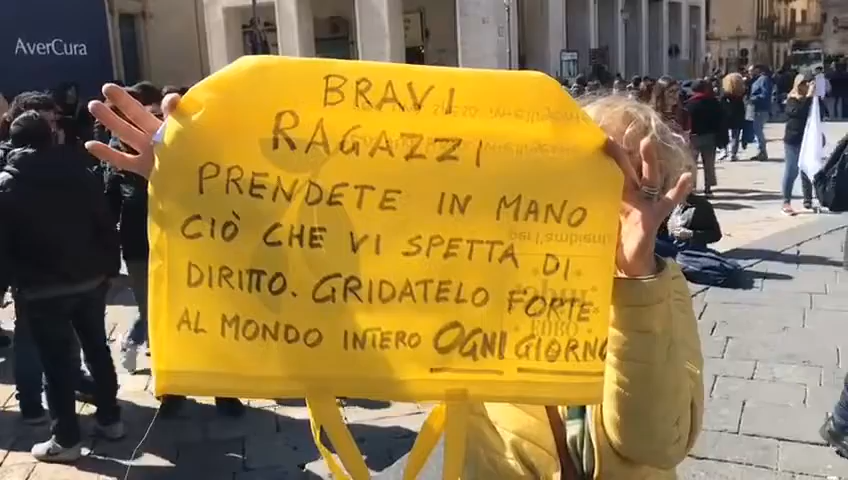 AverCura
BRAVI
RAGAZZI
PRENDETE IN MANO
CIÒ CHE VI SPETTA
DI
DIRITTO. GRIDATELO FORTE
AL MONDO INTERO OGNI GIORNO